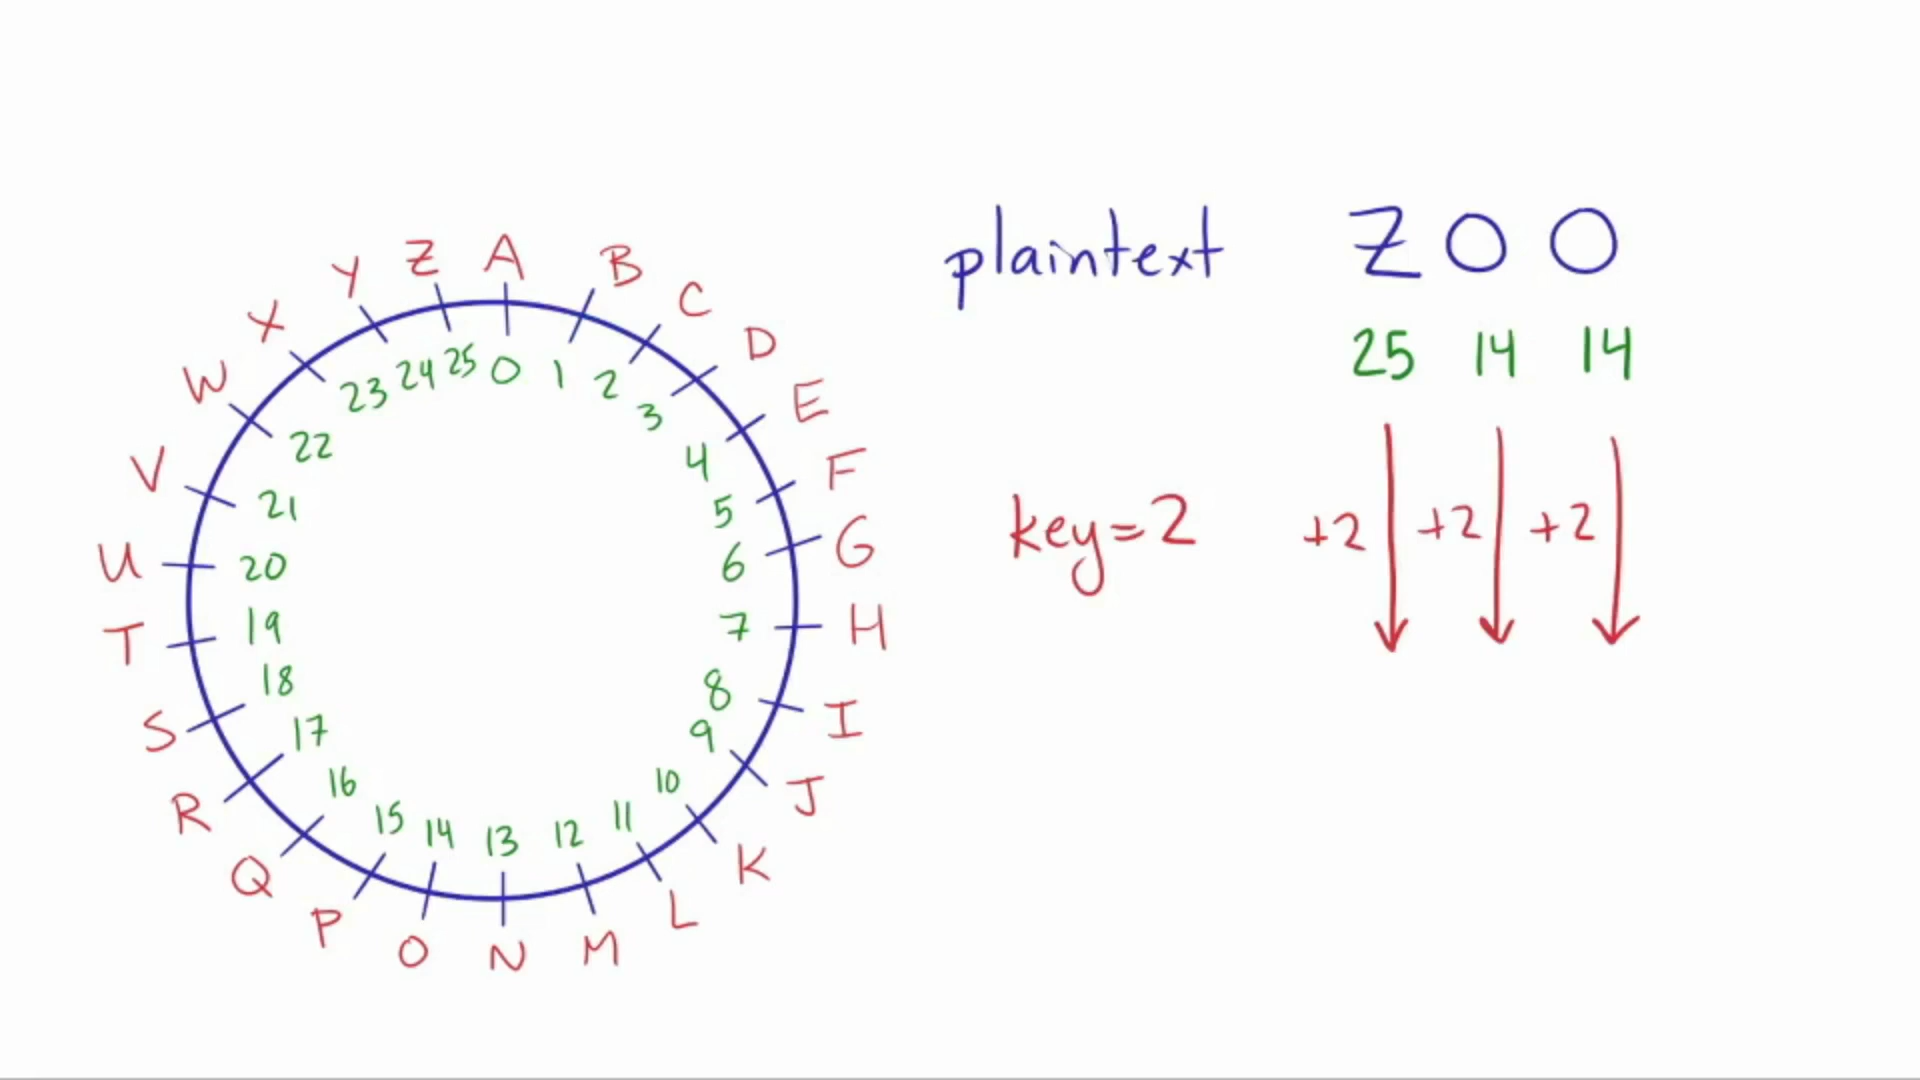 A B C D E F G H I J K L M N O P Q R S T U V W X Y Z
0 1 2 3 4 5 6 7 8 9 10 11 12 13 14 15 16 17 18 19 20 21 22 23 24 25
plaintext ZOO
25 14 14
key=2 +2 +2 +2